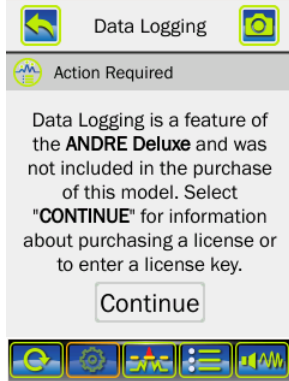 Data Logging
Action Required
Data Logging is a feature of
the ANDRE Deluxe and was
not included in the purchase
of this model. Select
"CONTINUE" for information
about purchasing a license or
to enter a license key.
Continue